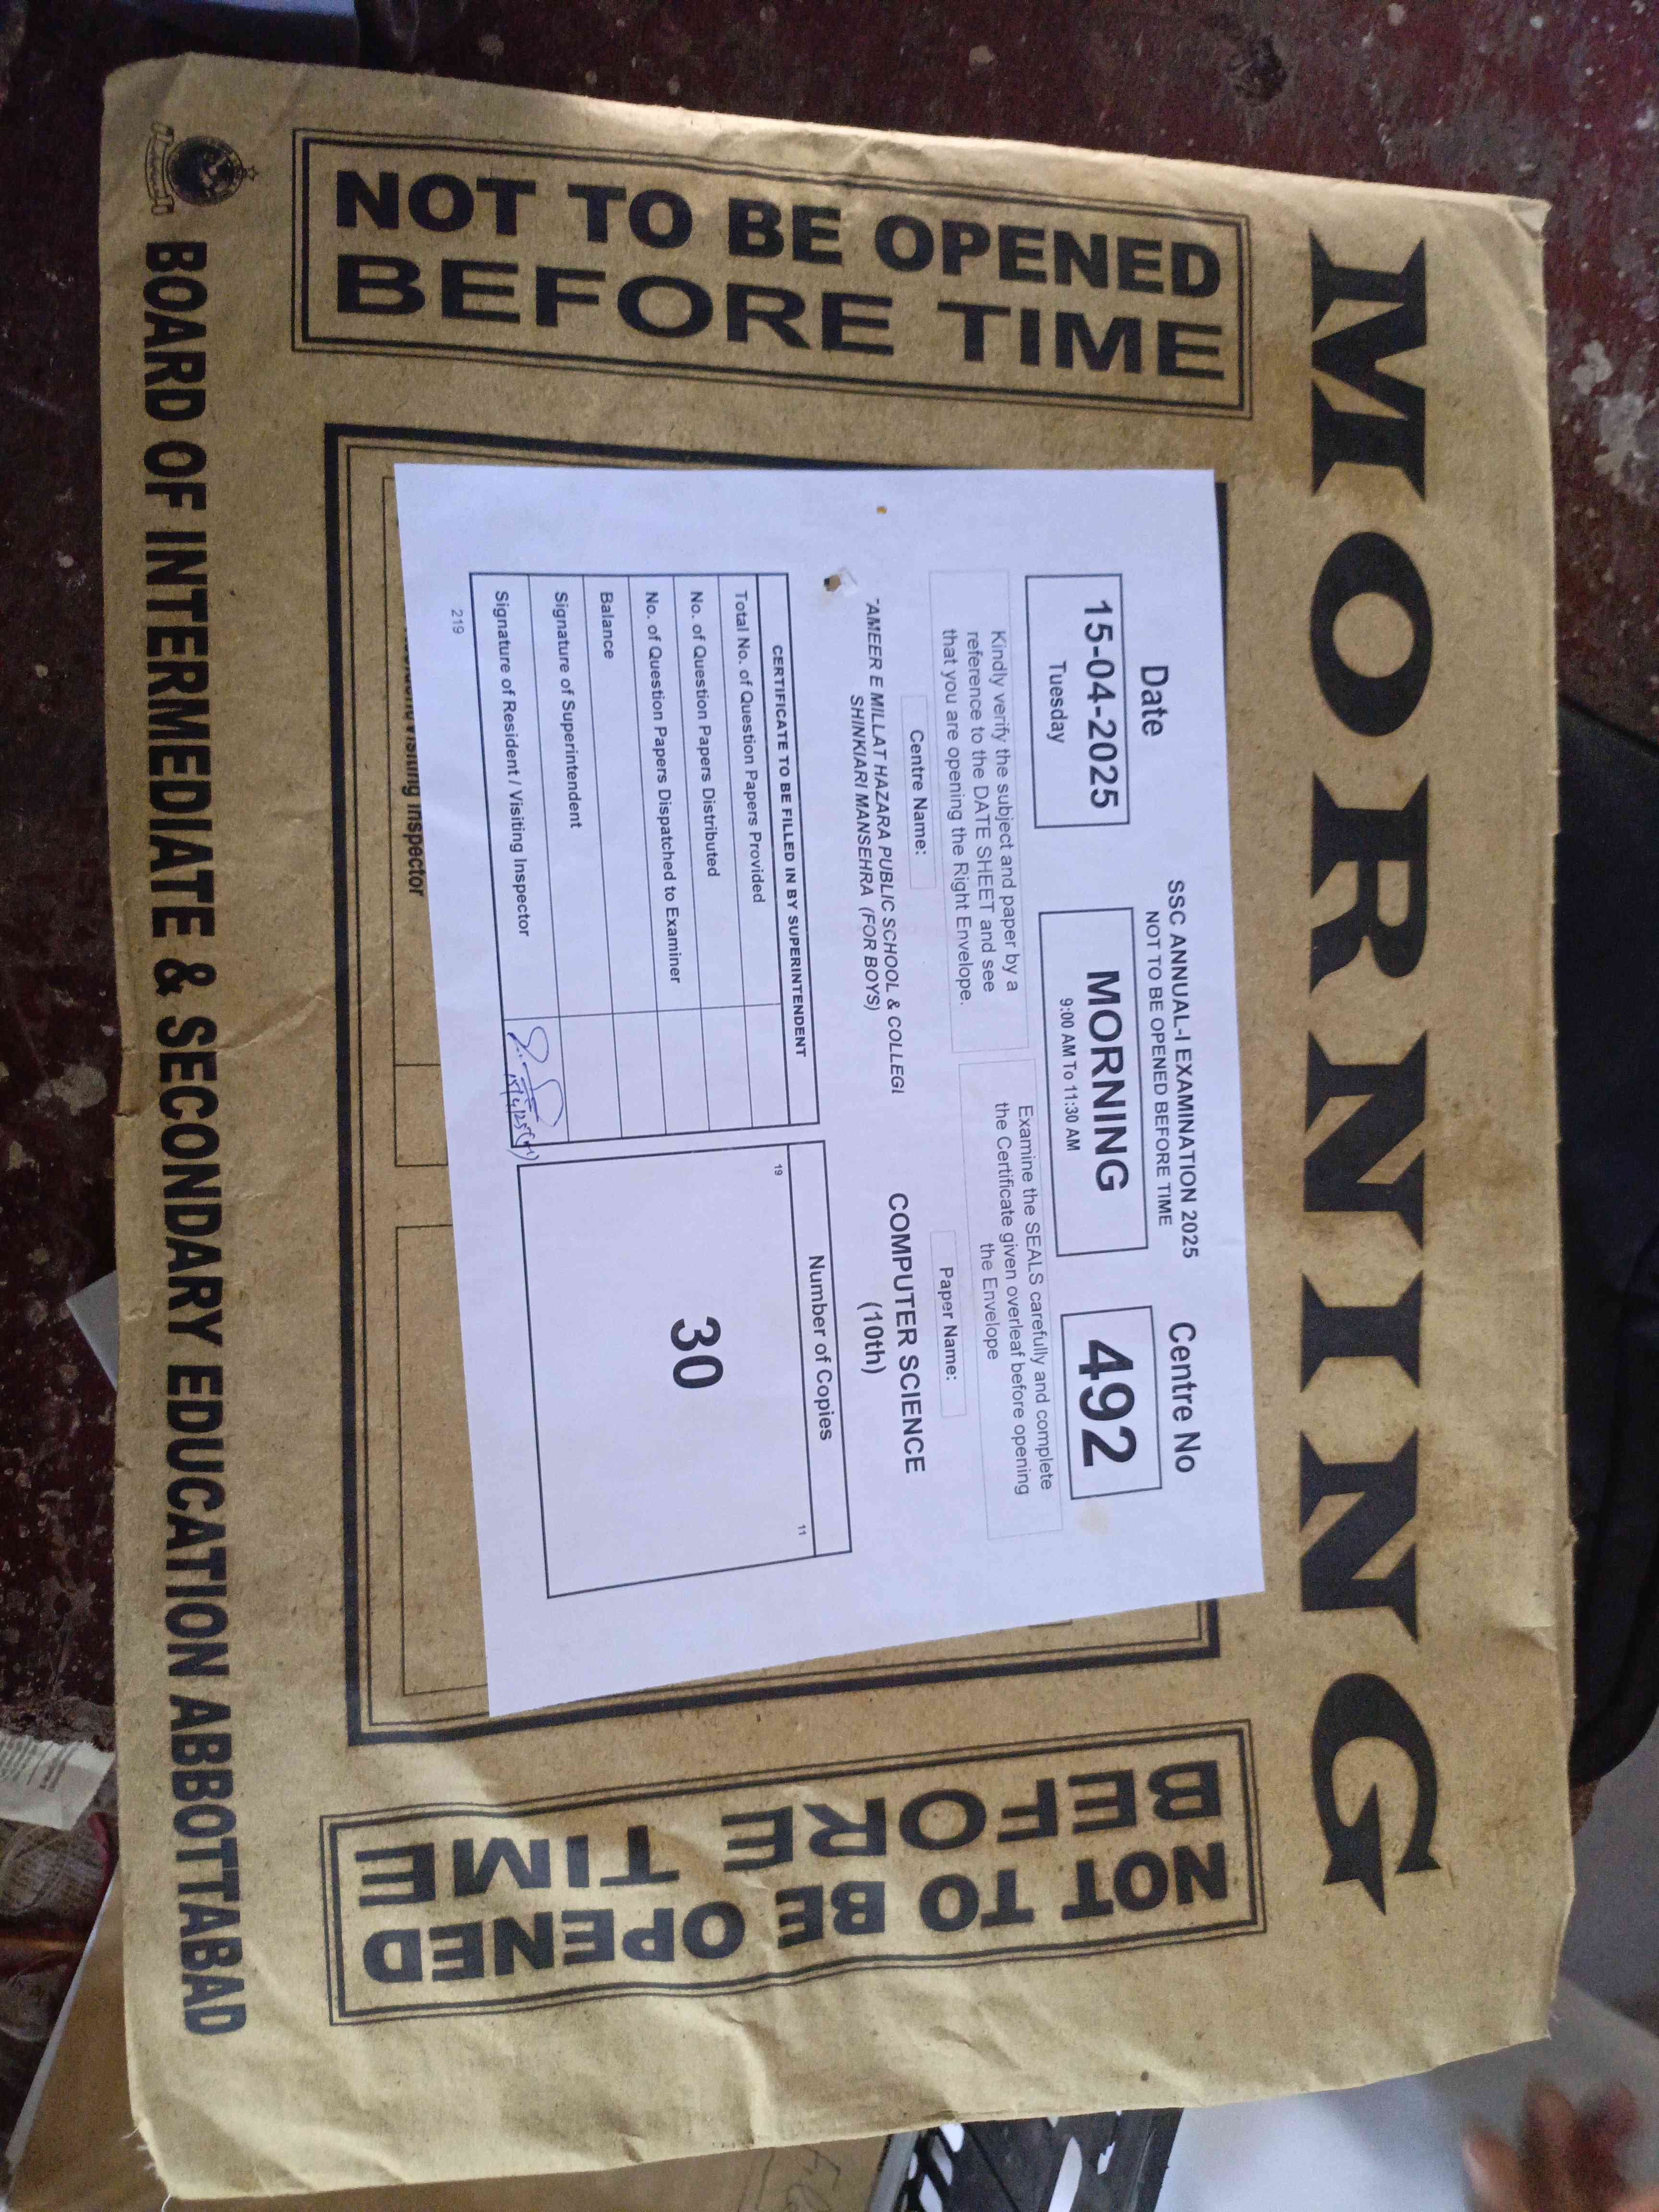 MORNING
NOT TO BE OPENED
BEFORE TIME
Date
SSC ANNUAL-I EXAMINATION 2025
NOT TO BE OPENED BEFORE TIME
Centre No
15-04-2025
Tuesday
MORNING
9:00 AM To 11:30 AM
492
Kindly verify the subject and paper by a
reference to the DATE SHEET and see
that you are opening the Right Envelope.
Examine the SEALS carefully and complete
the Certificate given overleaf before opening
the Envelope
Centre Name:
Paper Name:
"AMEER E MILLAT HAZARA PUBLIC SCHOOL & COLLEGI
SHINKIARI MANSEHRA (FOR BOYS)
COMPUTER SCIENCE
(10th)
CERTIFICATE TO BE FILLED IN BY SUPERINTENDENT
Total No. of Question Papers Provided
No. of Question Papers Distributed
No. of Question Papers Dispatched to Examiner
Balance
Signature of Superintendent
Signature of Resident / Visiting Inspector
15/4/25
Number of Copies
19
11
30
219
Visiting Inspector
NOT TO BE OPENED
BEFORE TIME
BOARD OF INTERMEDIATE & SECONDARY EDUCATION ABBOTTABAD